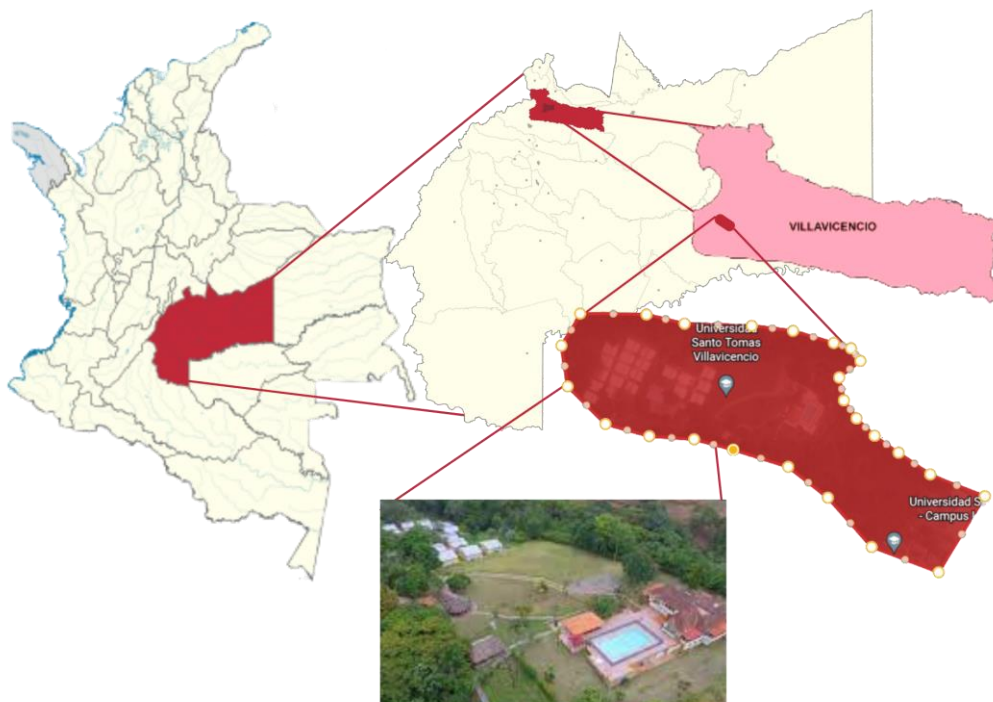 VILLAVICENCIO
Universidad
Santo Tomas
Villavicencio
Universidad S
- Campus